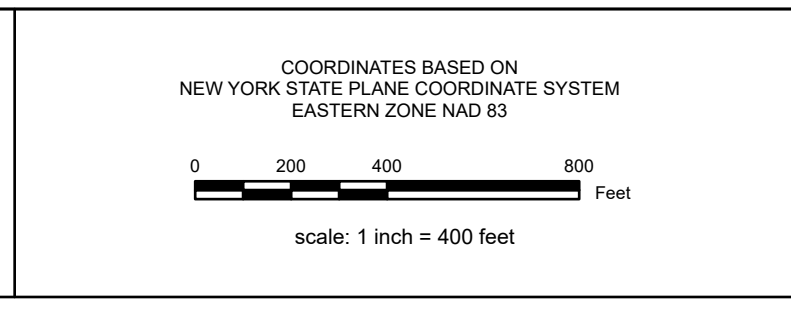 COORDINATES BASED ON
NEW YORK STATE PLANE COORDINATE SYSTEM
EASTERN ZONE NAD 83
0 200 400 800
Feet
scale: 1 inch = 400 feet